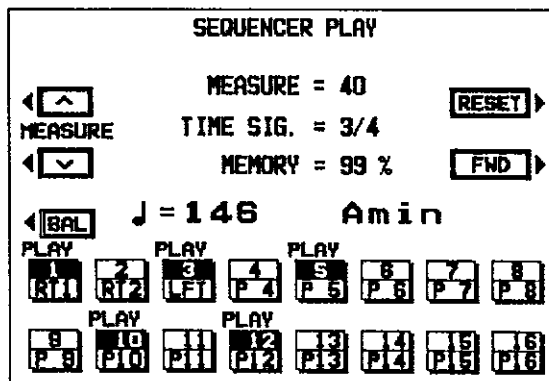 SEQUENCER PLAY
MEASURE = 40
RESET
MEASURE
TIME SIG. = 3/4
MEMORY = 99 %
FWD
BAL
♩=146 Amin
PLAY PLAY PLAY
1 2 3 4 5 6 7 8
RT1 RT2 LFT P 4 P 5 P 6 P 7 P 8
PLAY PLAY
9 10 11 12 13 14 15 16
P 9 P10 P11 P12 P13 P14 P15 P16